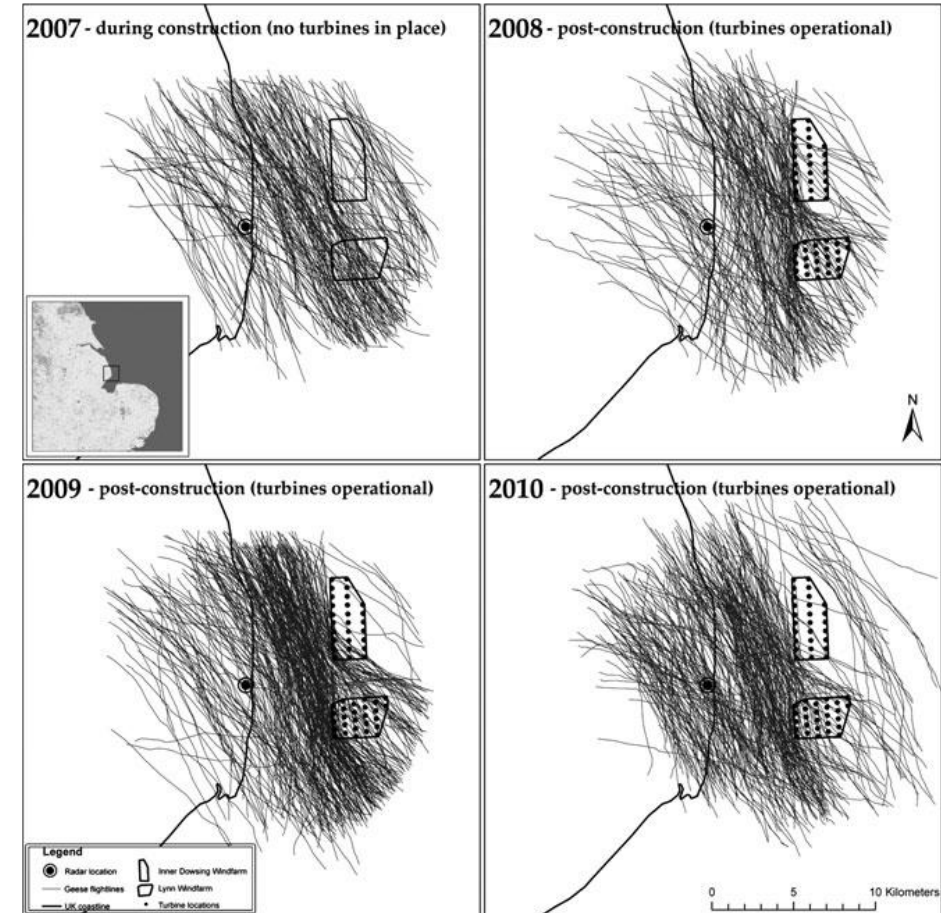 2007 - during construction (no turbines in place)
2008 - post-construction (turbines operational)
N
2009 - post-construction (turbines operational)
2010 - post-construction (turbines operational)
Legend
Radar location
Geese flightlines
UK coastline
Inner Dowsing Windfarm
Lynn Windfarm
Turbine locations
0 5 10 Kilometers